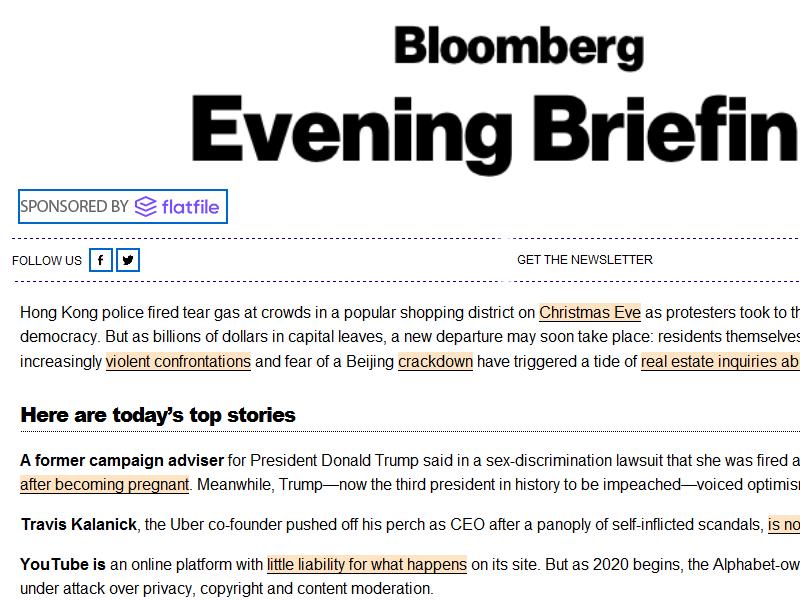 Bloomberg
Evening Briefin
SPONSORED BY flatfile
FOLLOW US
GET THE NEWSLETTER
Hong Kong police fired tear gas at crowds in a popular shopping district on Christmas Eve as protesters took to th
democracy. But as billions of dollars in capital leaves, a new departure may soon take place: residents themselves
increasingly violent confrontations and fear of a Beijing crackdown have triggered a tide of real estate inquiries ab
Here are today's top stories
A former campaign adviser for President Donald Trump said in a sex-discrimination lawsuit that she was fired a
after becoming pregnant. Meanwhile, Trump—now the third president in history to be impeached—voiced optimis
Travis Kalanick, the Uber co-founder pushed off his perch as CEO after a panoply of self-inflicted scandals, is no
YouTube is an online platform with little liability for what happens on its site. But as 2020 begins, the Alphabet-ow
under attack over privacy, copyright and content moderation.